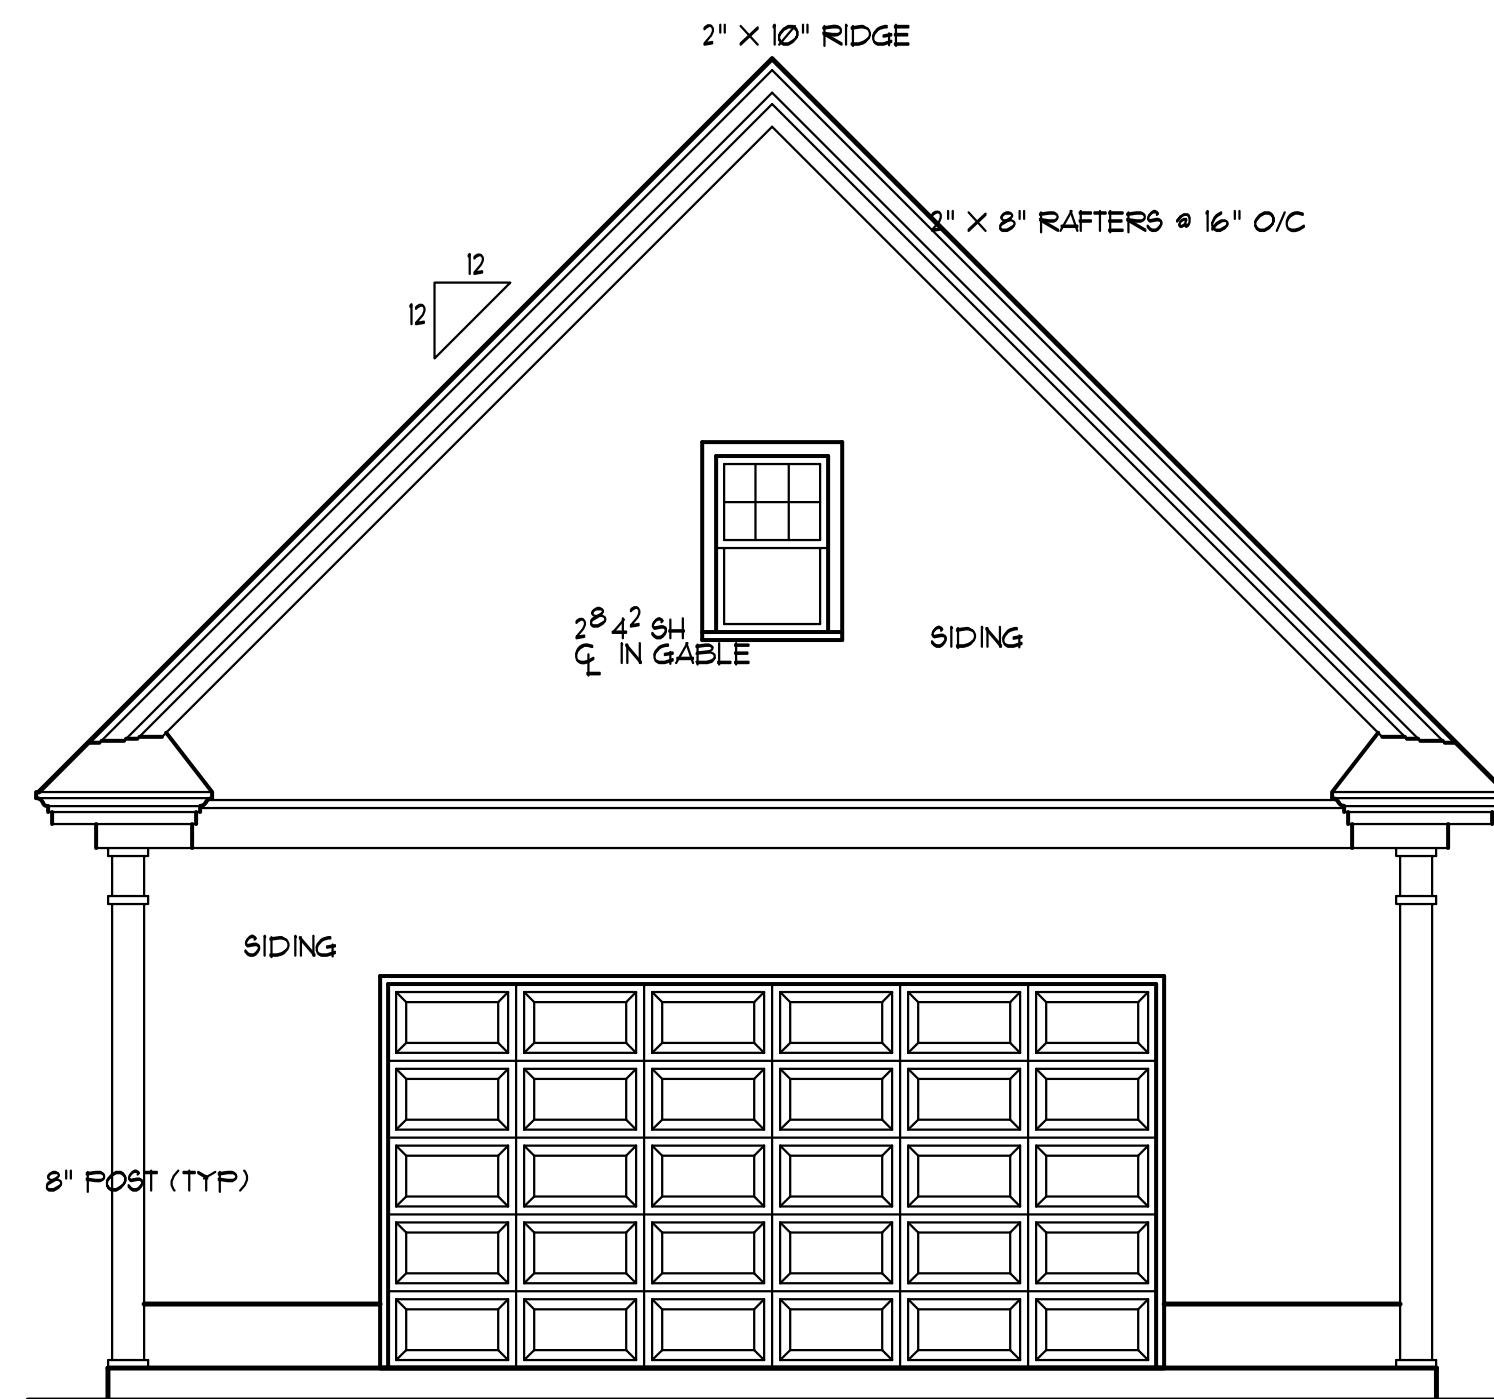 2" X 10" RIDGE
2" X 8" RAFTERS @ 16" O/C
12
12
2⁸ 4² SH
℄ IN GABLE
SIDING
SIDING
8" POST (TYP)